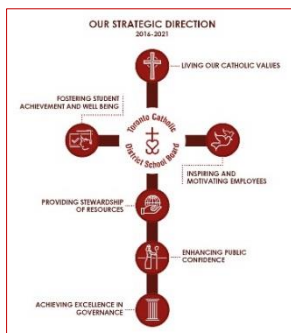 OUR STRATEGIC DIRECTION
2016-2021
LIVING OUR CATHOLIC VALUES
FOSTERING STUDENT
ACHIEVEMENT AND WELL BEING
Toronto Catholic
District School Board
INSPIRING AND
MOTIVATING EMPLOYEES
PROVIDING STEWARDSHIP
OF RESOURCES
ENHANCING PUBLIC
CONFIDENCE
ACHIEVING EXCELLENCE IN
GOVERNANCE